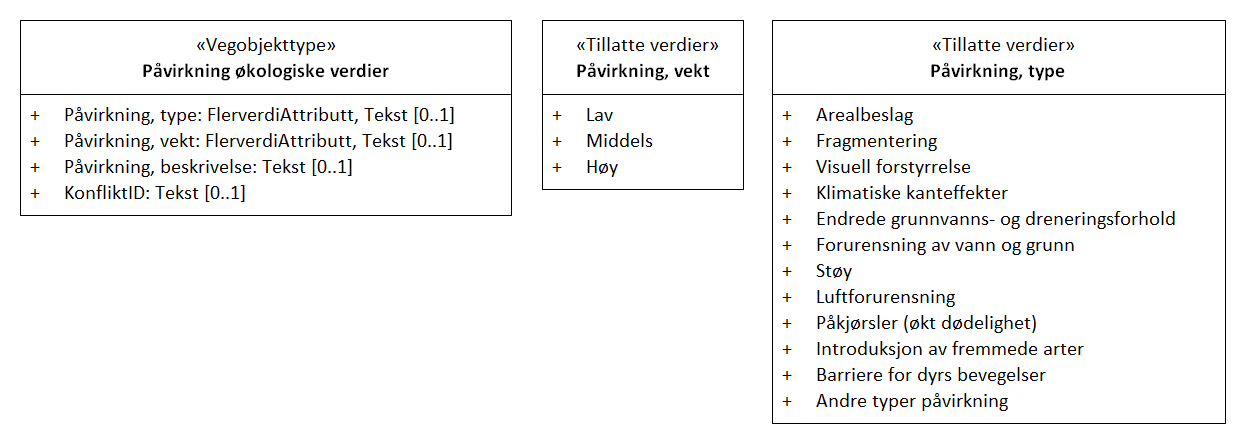 «Vegobjekttype»
Påvirkning økologiske verdier
+ Påvirkning, type: FlerverdiAttributt, Tekst [0..1]
+ Påvirkning, vekt: FlerverdiAttributt, Tekst [0..1]
+ Påvirkning, beskrivelse: Tekst [0..1]
+ KonfliktID: Tekst [0..1]
«Tillatte verdier»
Påvirkning, vekt
+ Lav
+ Middels
+ Høy
«Tillatte verdier»
Påvirkning, type
+ Arealbeslag
+ Fragmentering
+ Visuell forstyrrelse
+ Klimatiske kanteffekter
+ Endrede grunnvanns- og dreneringsforhold
+ Forurensning av vann og grunn
+ Støy
+ Luftforurensning
+ Påkjørsler (økt dødelighet)
+ Introduksjon av fremmede arter
+ Barriere for dyrs bevegelser
+ Andre typer påvirkning